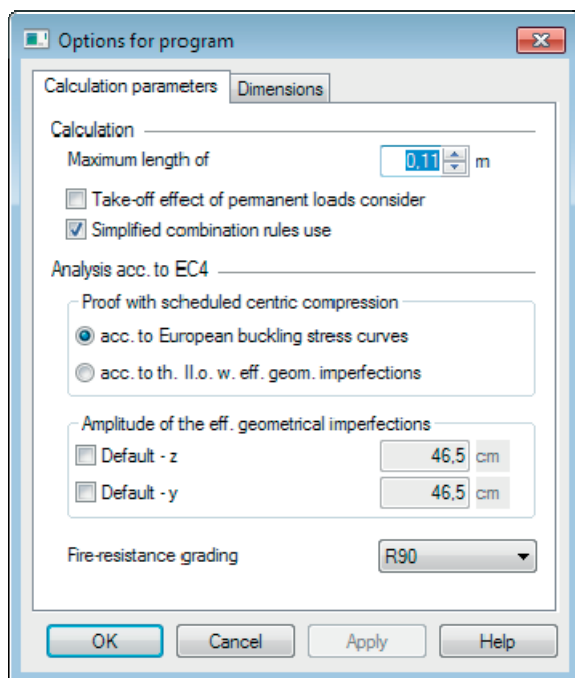 Options for program
Calculation parameters Dimensions
Calculation
Maximum length of 0,11 m
Take-off effect of permanent loads consider
Simplified combination rules use
Analysis acc. to EC4
Proof with scheduled centric compression
acc. to European buckling stress curves
acc. to th. II.o. w. eff. geom. imperfections
Amplitude of the eff. geometrical imperfections
Default - z 46,5 cm
Default - y 46,5 cm
Fire-resistance grading R90
OK Cancel Apply Help